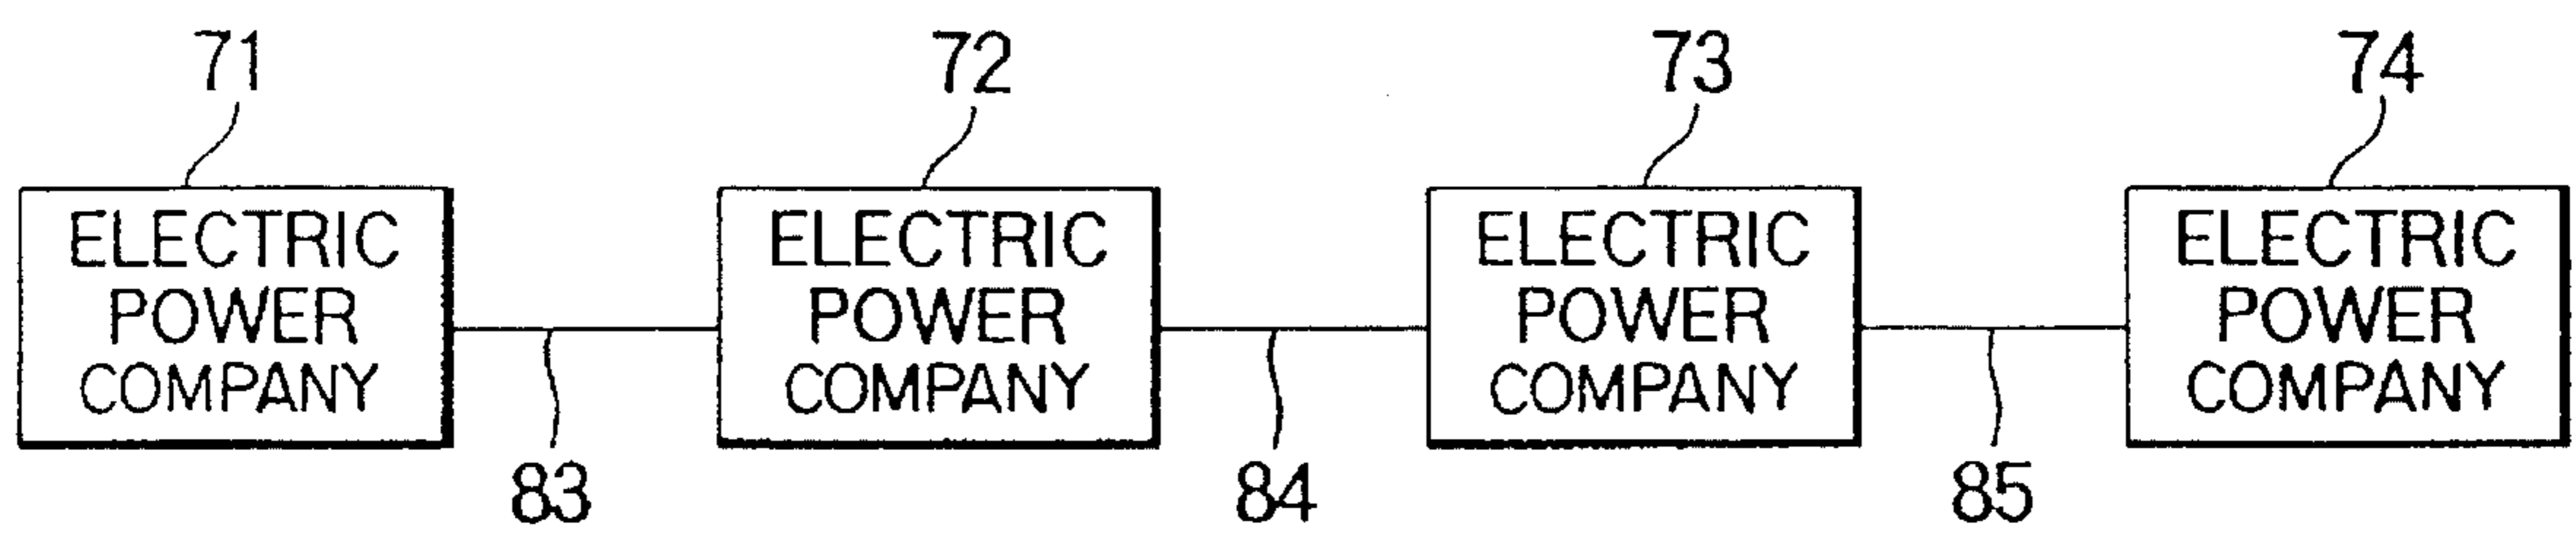 71 72 73 74
ELECTRIC
POWER
COMPANY
ELECTRIC
POWER
COMPANY
ELECTRIC
POWER
COMPANY
ELECTRIC
POWER
COMPANY
83 84 85